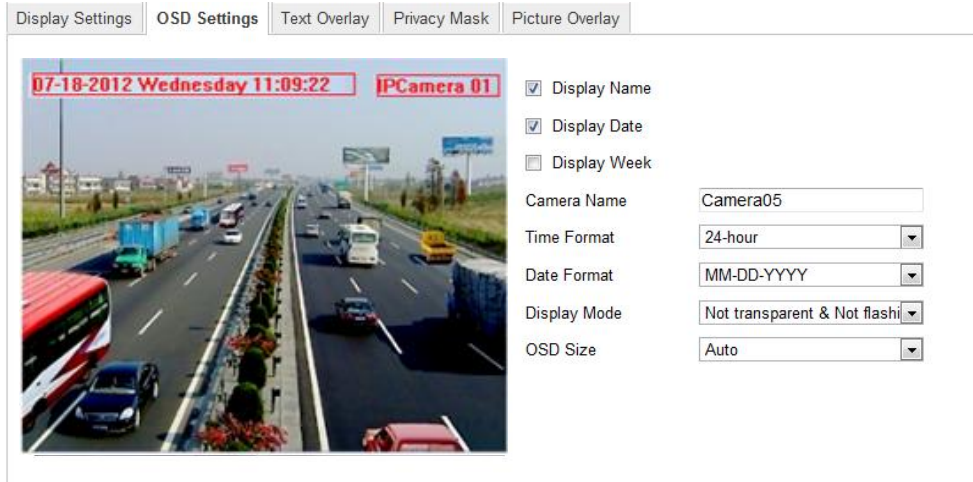 Display Settings
OSD Settings
Text Overlay
Privacy Mask
Picture Overlay
07-18-2012 Wednesday 11:09:22
IPCamera 01
Display Name
Display Date
Display Week
Camera Name
Camera05
Time Format
24-hour
Date Format
MM-DD-YYYY
Display Mode
Not transparent & Not flashi
OSD Size
Auto